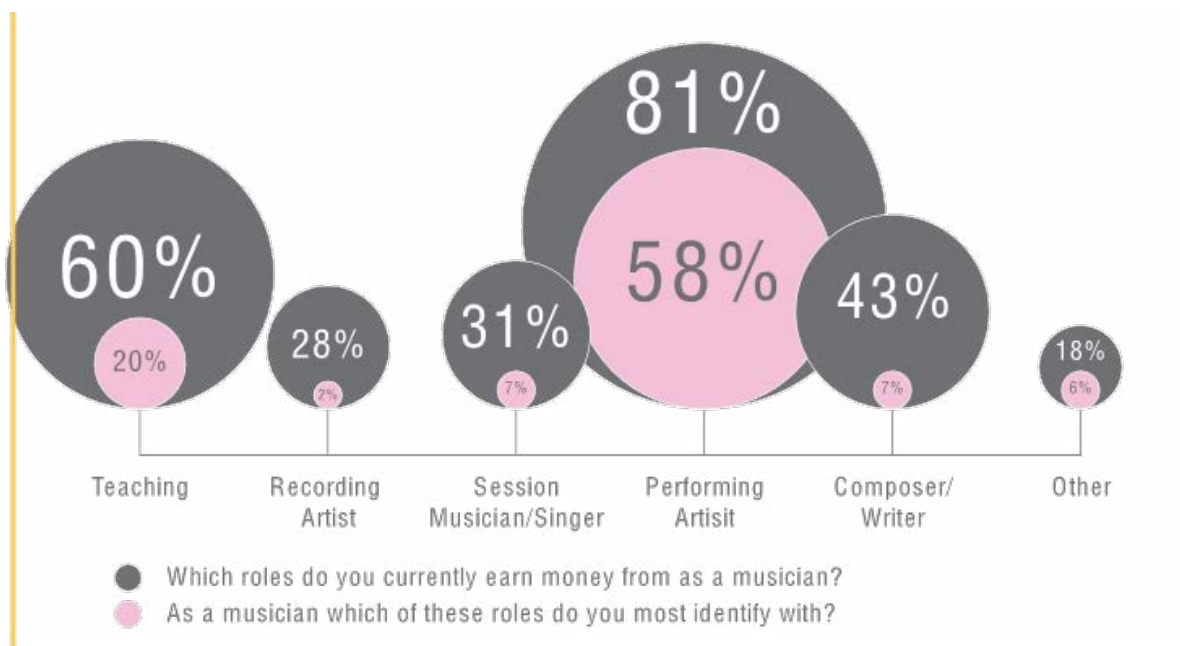 81%
58%
60%
20%
28%
2%
31%
7%
43%
7%
18%
6%
Teaching
Recording
Artist
Session
Musician/Singer
Performing
Artisit
Composer/
Writer
Other
Which roles do you currently earn money from as a musician?
As a musician which of these roles do you most identify with?